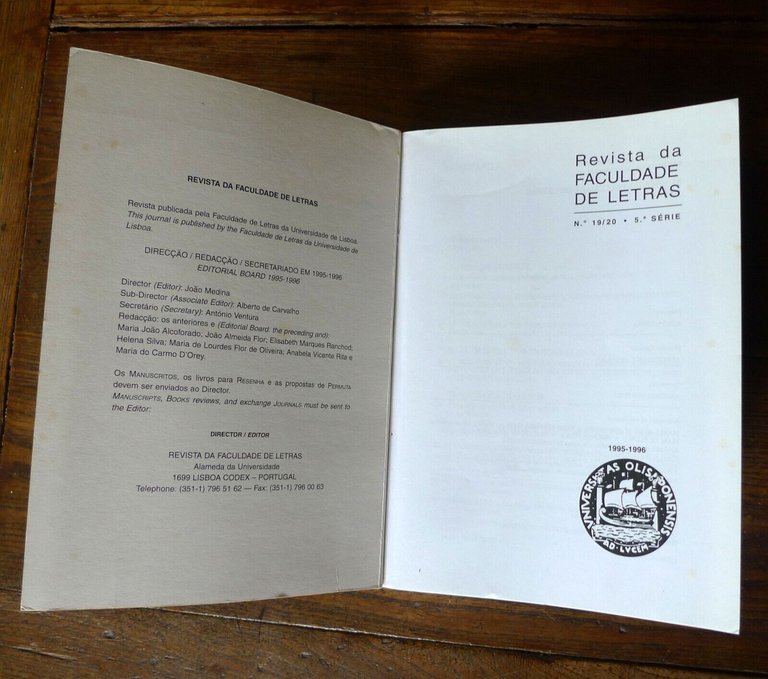 REVISTA DA FACULDADE DE LETRAS
Revista publicada pela Faculdade de Letras da Universidade de Lisboa.
This journal is published by the Faculdade de Letras da Universidade de
Lisboa.
DIRECÇÃO / REDACÇÃO / SECRETARIADO EM 1995-1996
EDITORIAL BOARD 1995-1996
Director (Editor): João Medina
Sub-Director (Associate Editor): Alberto de Carvalho
Secretário (Secretary): António Ventura
Redacção: os anteriores e (Editorial Board: the preceding and):
Maria João Alcoforado; João Almeida Flor; Elisabeth Marques Ranchod;
Helena Silva; Maria de Lourdes Flor de Oliveira; Anabela Vicente Rita e
Maria do Carmo D'Orey.
Os MANUSCRITOS, os livros para RESENHA e as propostas de PERMUTA
devem ser enviados ao Director.
MANUSCRIPTS, BOOKS reviews, and exchange JOURNALS must be sent to
the Editor:
DIRECTOR / EDITOR
REVISTA DA FACULDADE DE LETRAS
Alameda da Universidade
1699 LISBOA CODEX – PORTUGAL
Telephone: (351-1) 796 51 62 — Fax: (351-1) 796 00 63
Revista da
FACULDADE
DE LETRAS
N.º 19/20 • 5.ª SÉRIE
1995-1996
UNIVERSITAS OLISIPONENSIS
AD LVCEM